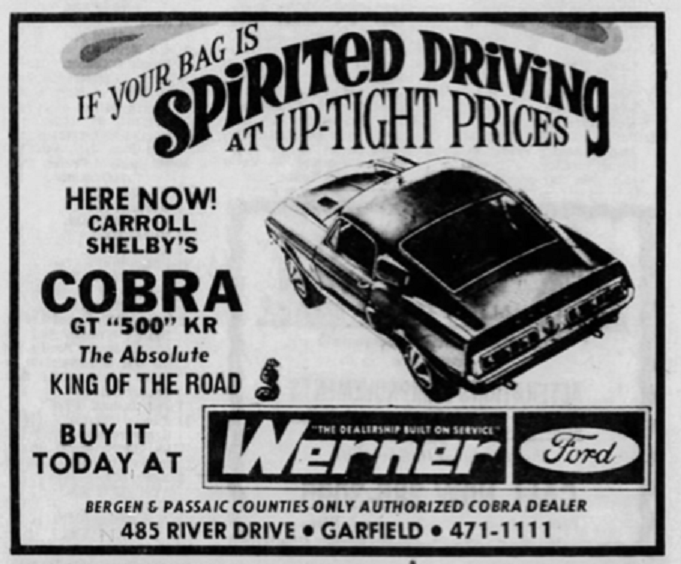 IF YOUR BAG IS
SPiRITED DRiViNG
AT UP-TIGHT PRICES
HERE NOW!
CARROLL
SHELBY'S
COBRA
GT "500" KR
The Absolute
KING OF THE ROAD
BUY IT
TODAY AT
"THE DEALERSHIP BUILT ON SERVICE"
Werner
Ford
BERGEN & PASSAIC COUNTIES ONLY AUTHORIZED COBRA DEALER
485 RIVER DRIVE • GARFIELD • 471-1111